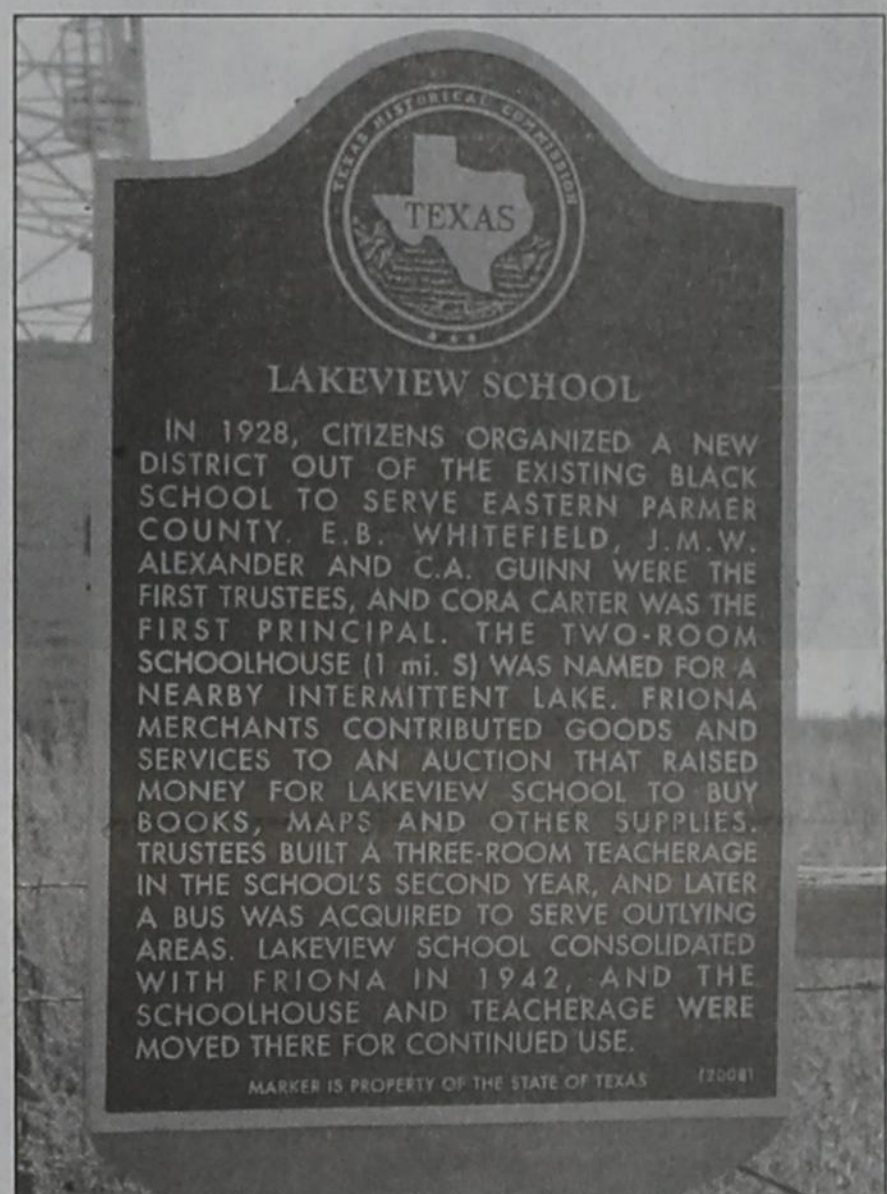 TEXAS HISTORICAL COMMISSION
TEXAS
LAKEVIEW SCHOOL
IN 1928, CITIZENS ORGANIZED A NEW
DISTRICT OUT OF THE EXISTING BLACK
SCHOOL TO SERVE EASTERN PARMER
COUNTY. E.B. WHITEFIELD, J.M.W.
ALEXANDER AND C.A. GUINN WERE THE
FIRST TRUSTEES, AND CORA CARTER WAS THE
FIRST PRINCIPAL. THE TWO-ROOM
SCHOOLHOUSE (1 mi. S) WAS NAMED FOR A
NEARBY INTERMITTENT LAKE. FRIONA
MERCHANTS CONTRIBUTED GOODS AND
SERVICES TO AN AUCTION THAT RAISED
MONEY FOR LAKEVIEW SCHOOL TO BUY
BOOKS, MAPS AND OTHER SUPPLIES.
TRUSTEES BUILT A THREE-ROOM TEACHERAGE
IN THE SCHOOL'S SECOND YEAR, AND LATER
A BUS WAS ACQUIRED TO SERVE OUTLYING
AREAS. LAKEVIEW SCHOOL CONSOLIDATED
WITH FRIONA IN 1942, AND THE
SCHOOLHOUSE AND TEACHERAGE WERE
MOVED THERE FOR CONTINUED USE.
MARKER IS PROPERTY OF THE STATE OF TEXAS (2008)